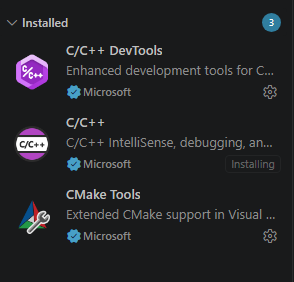 Installed
3
C/C++ DevTools
C/C++
Enhanced development tools for C...
Microsoft
C/C++
C/C++
C/C++ IntelliSense, debugging, an...
Microsoft
Installing
CMake Tools
Extended CMake support in Visual ...
Microsoft